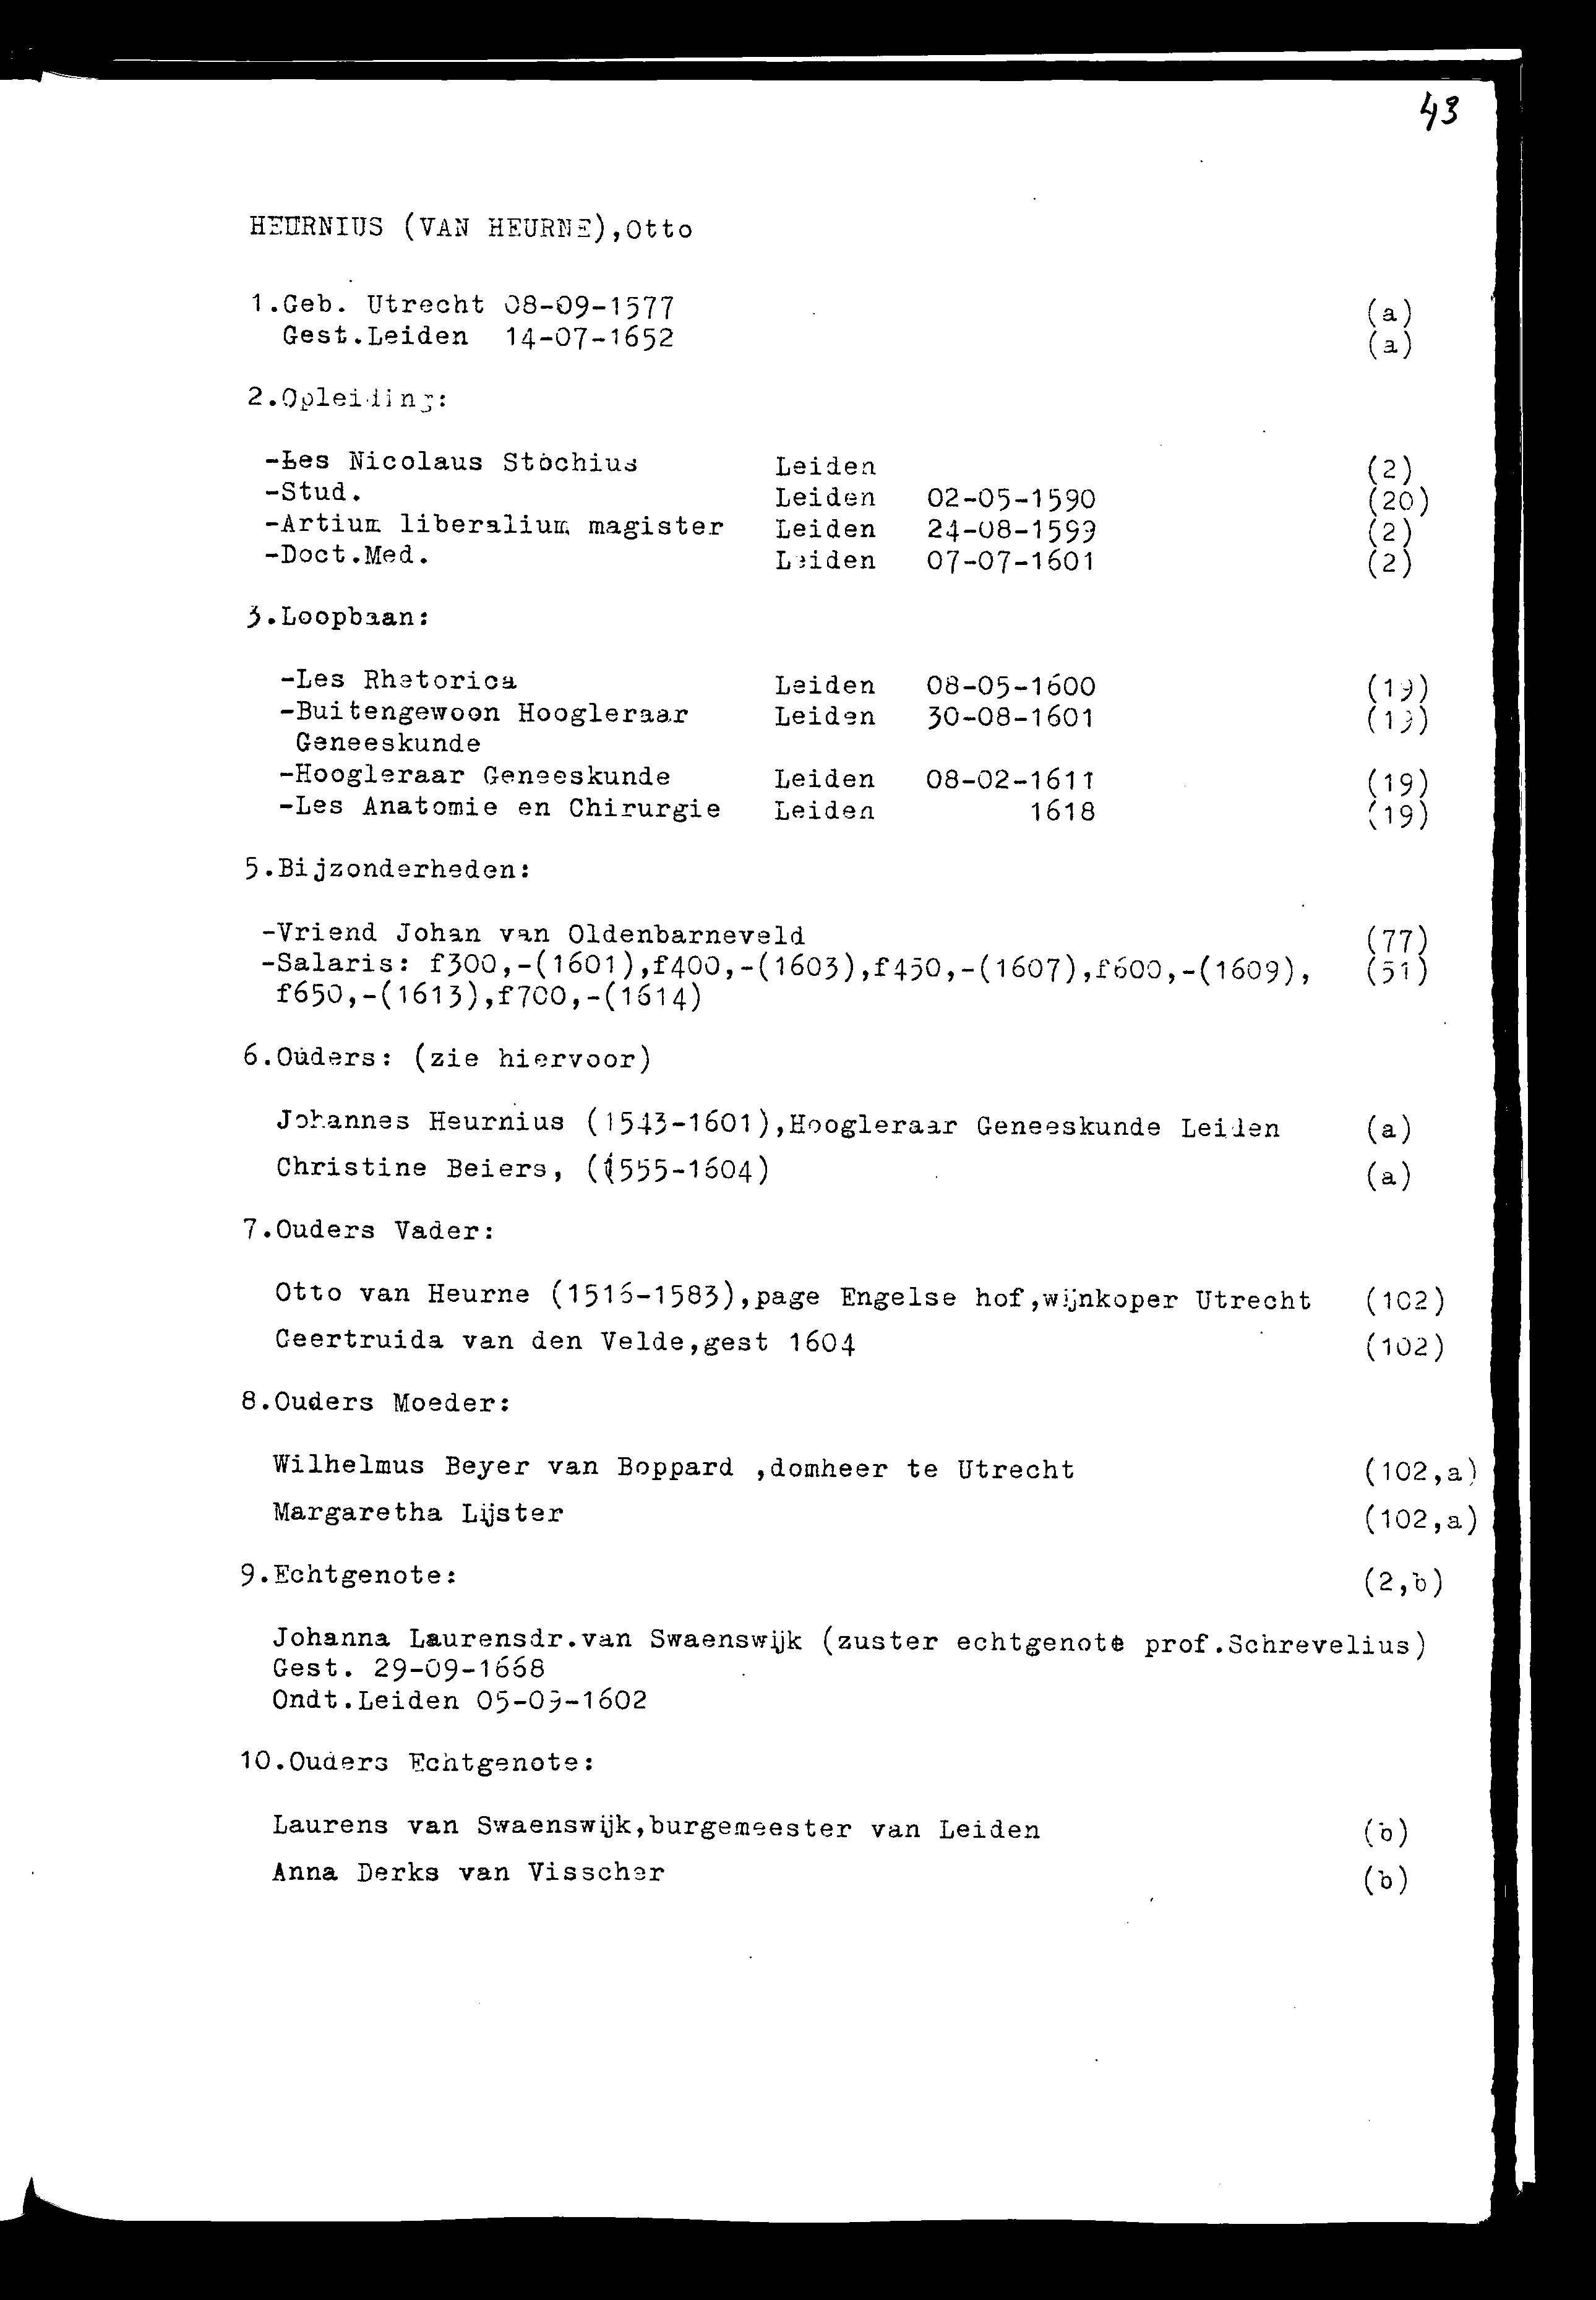 43
HEURNIUS (VAN HEURNE),Otto
1.Geb. Utrecht 08-09-1577 (a)
Gest.Leiden 14-07-1652 (a)
2.Opleiding:
-Les Nicolaus Stochius Leiden (2)
-Stud. Leiden 02-05-1590 (20)
-Artium liberalium magister Leiden 24-08-1599 (2)
-Doct.Med. Leiden 07-07-1601 (2)
3.Loopbaan:
-Les Rhetorica Leiden 08-05-1600 (19)
-Buitengewoon Hoogleraar Leiden 30-08-1601 (19)
Geneeskunde
-Hoogleraar Geneeskunde Leiden 08-02-1611 (19)
-Les Anatomie en Chirurgie Leiden 1618 (19)
5.Bijzonderheden:
-Vriend Johan van Oldenbarneveld (77)
-Salaris: f300,-(1601),f400,-(1603),f450,-(1607),f600,-(1609), (51)
f650,-(1613),f700,-(1614)
6.Ouders: (zie hiervoor)
Johannes Heurnius (1543-1601),Hoogleraar Geneeskunde Leiden (a)
Christine Beiers, (1555-1604) (a)
7.Ouders Vader:
Otto van Heurne (1516-1583),page Engelse hof,wijnkoper Utrecht (102)
Geertruida van den Velde,gest 1604 (102)
8.Ouders Moeder:
Wilhelmus Beyer van Boppard ,domheer te Utrecht (102,a)
Margaretha Lijster (102,a)
9.Echtgenote: (2,b)
Johanna Laurensdr.van Swaenswijk (zuster echtgenote prof.Schrevelius)
Gest. 29-09-1668
Ondt.Leiden 05-09-1602
10.Ouders Echtgenote:
Laurens van Swaenswijk,burgemeester van Leiden (b)
Anna Derks van Visscher (b)